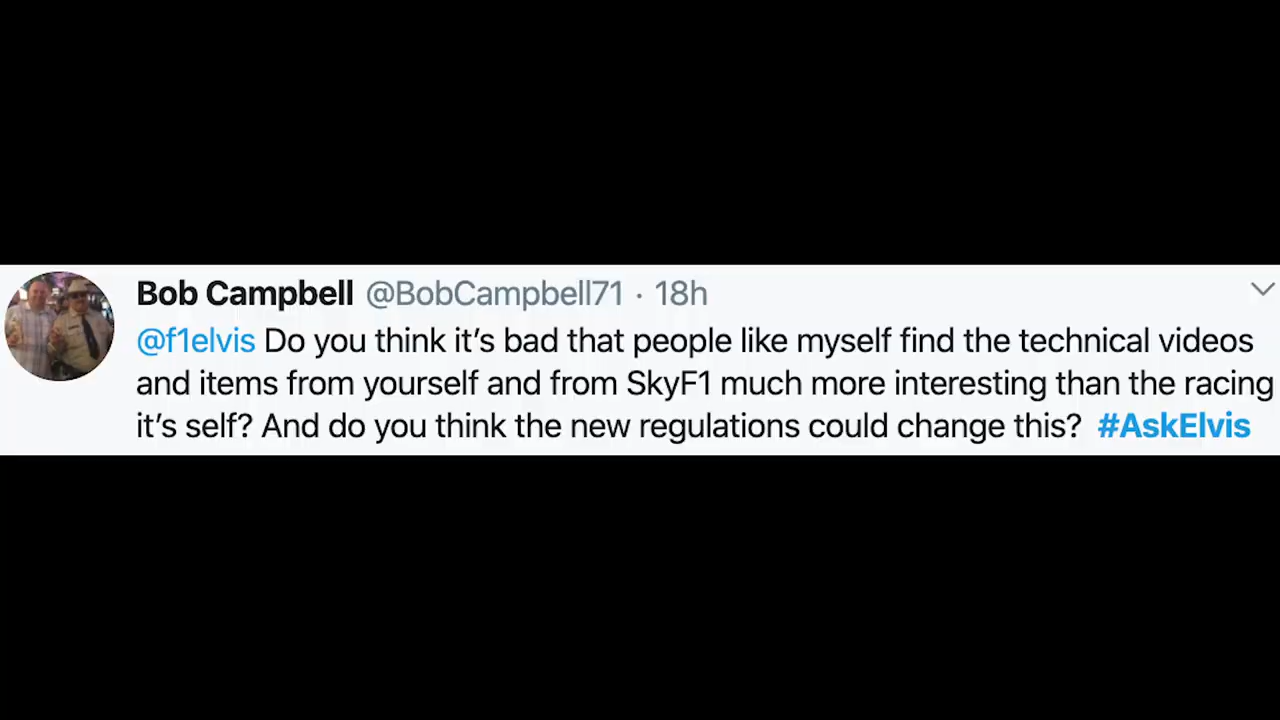 Bob Campbell @BobCampbell71 · 18h
@f1elvis Do you think it’s bad that people like myself find the technical videos
and items from yourself and from SkyF1 much more interesting than the racing
it’s self? And do you think the new regulations could change this? #AskElvis